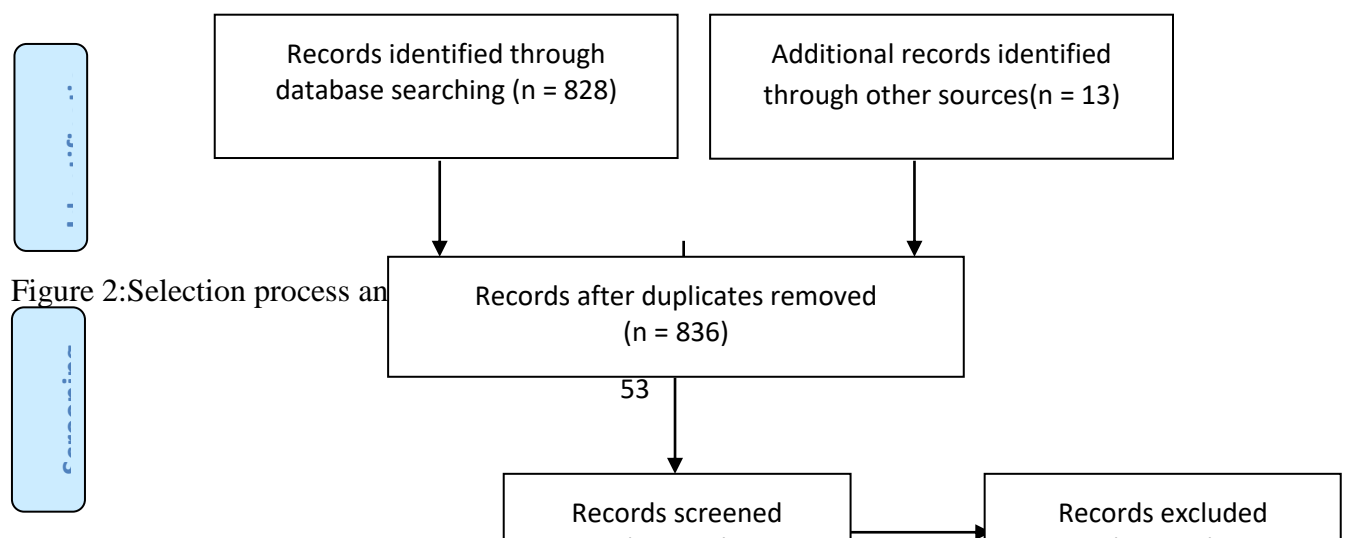 Records identified through
database searching (n = 828)
Additional records identified
through other sources(n = 13)
Figure 2:Selection process an
Records after duplicates removed
(n = 836)
53
Records screened
Records excluded